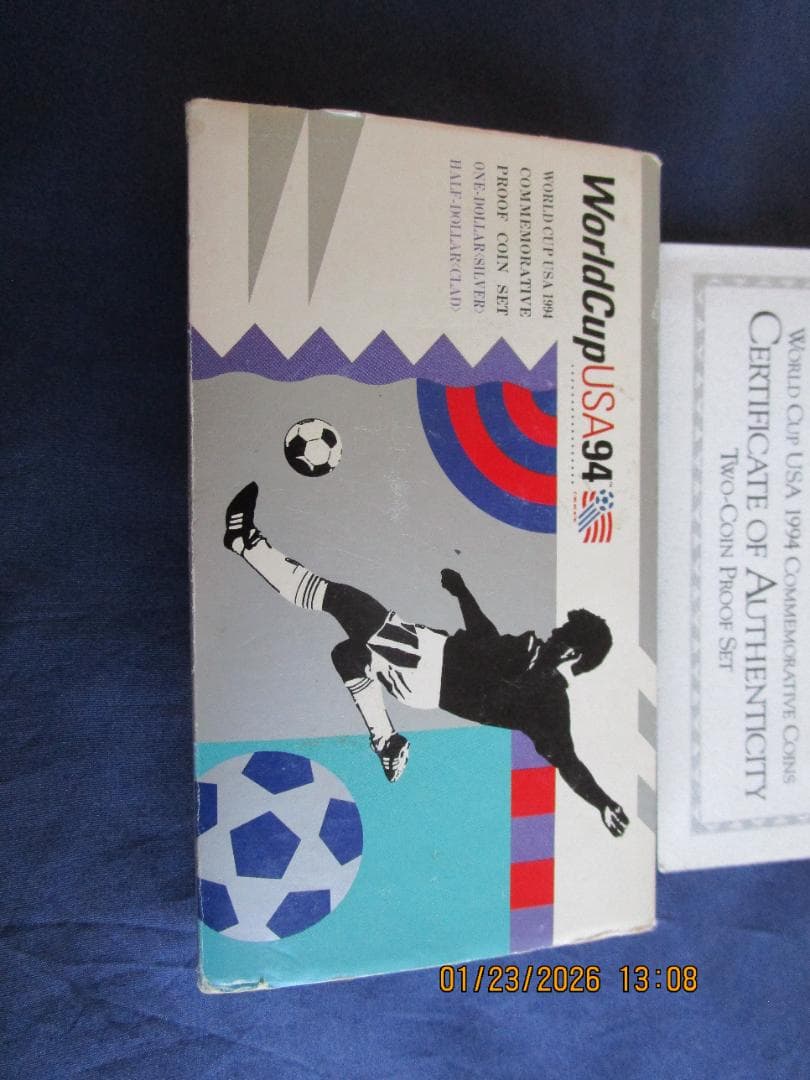 WorldCupUSA94
WORLD CUP USA 1994
COMMEMORATIVE
PROOF COIN SET
ONE-DOLLAR(SILVER)
HALF-DOLLAR(CLAD)
WORLD CUP USA 1994 COMMEMORATIVE COINS
CERTIFICATE OF AUTHENTICITY
TWO-COIN PROOF SET
01/23/2026 13:08